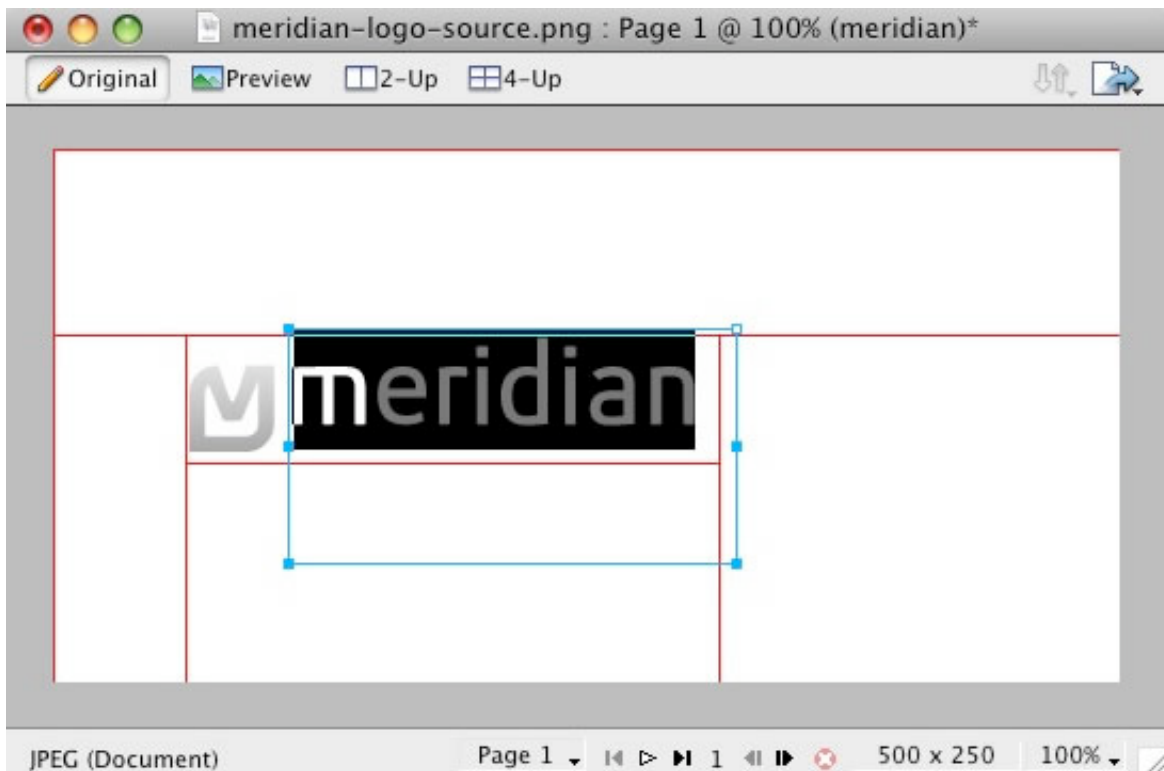 meridian-logo-source.png : Page 1 @ 100% (meridian)*
Original Preview 2-Up 4-Up
meridian
JPEG (Document) Page 1 1 500 x 250 100%